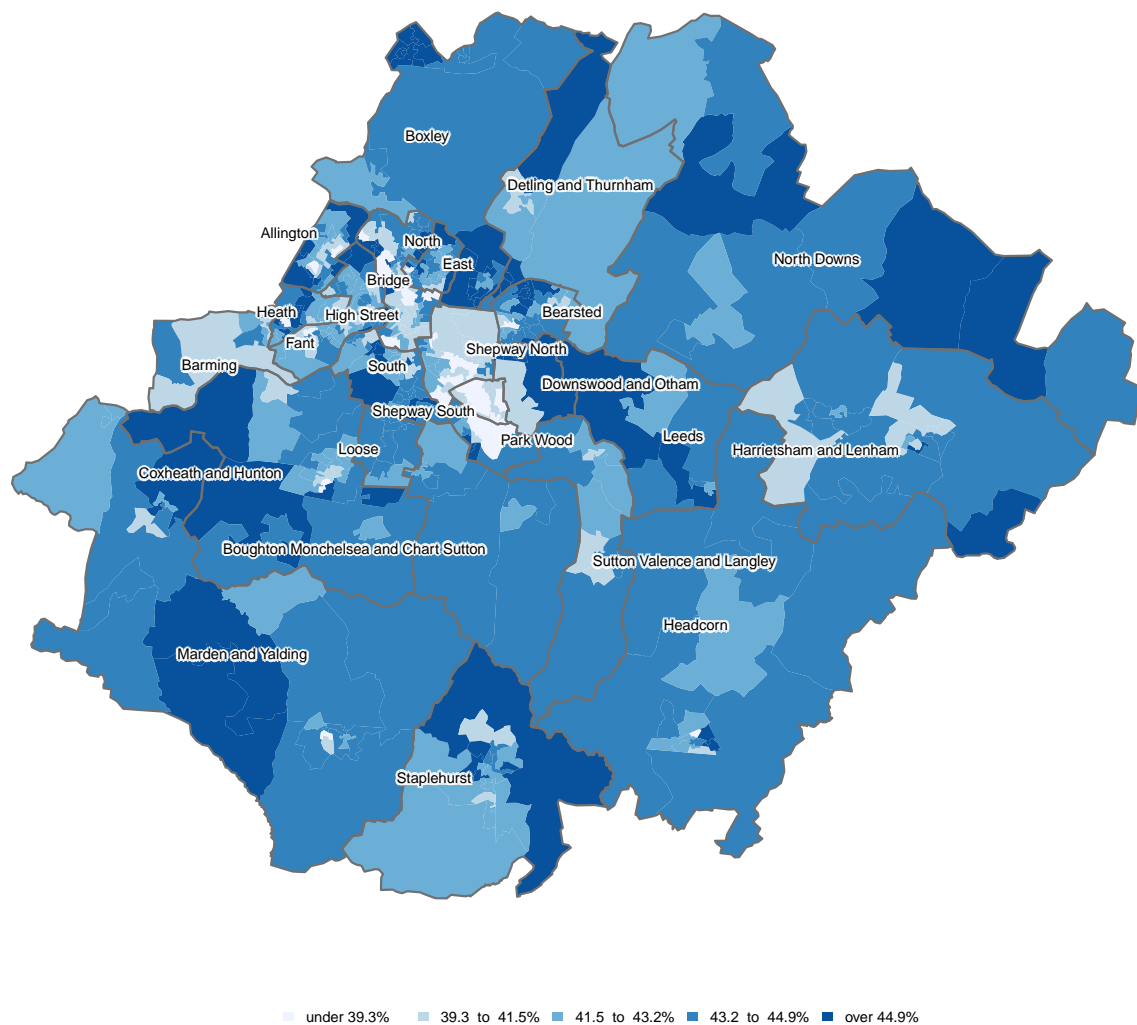 Boxley
Detling and Thurnham
Allington
North
East
North Downs
Bridge
Heath
High Street
Bearsted
Fant
Shepway North
Barming
South
Downswood and Otham
Shepway South
Park Wood
Leeds
Loose
Harrietsham and Lenham
Coxheath and Hunton
Boughton Monchelsea and Chart Sutton
Sutton Valence and Langley
Headcorn
Marden and Yalding
Staplehurst
under 39.3% 39.3 to 41.5% 41.5 to 43.2% 43.2 to 44.9% over 44.9%